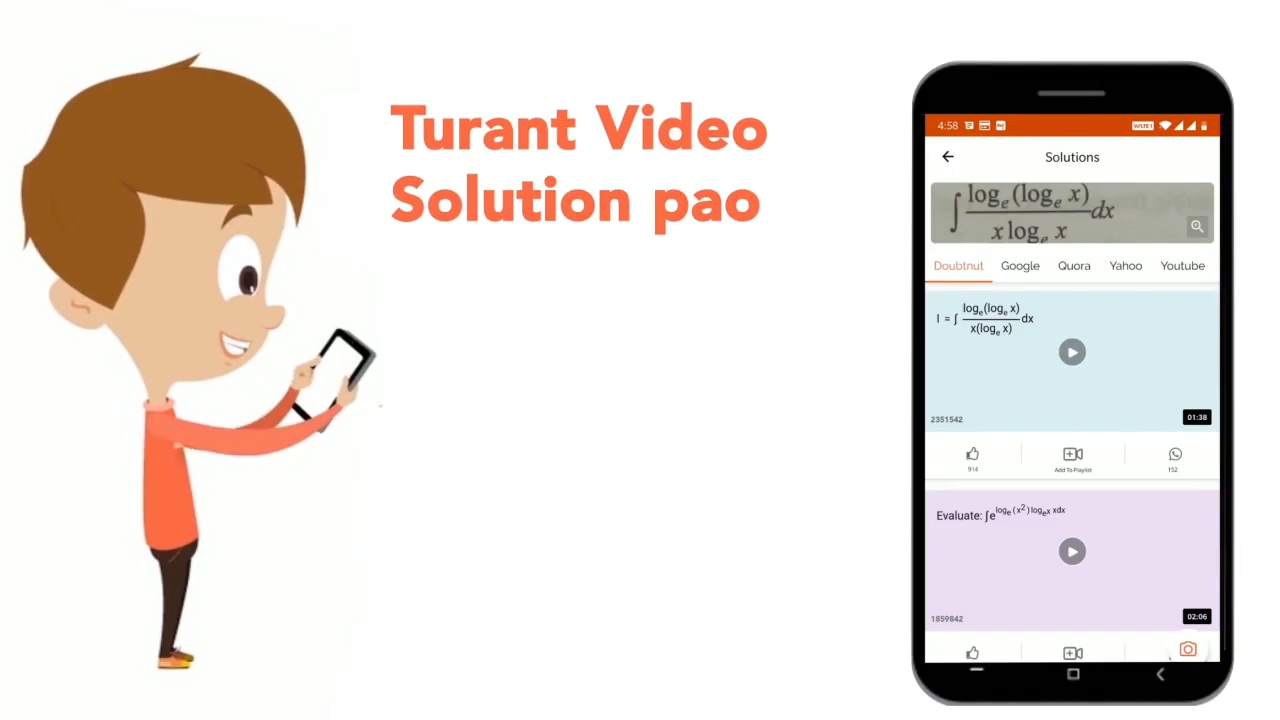 Turant Video
Solution pao
4:58
Solutions
∫ logₑ(logₑ x) / x logₑ x dx
Doubtnut Google Quora Yahoo Youtube
I = ∫ logₑ(logₑ x) / x(logₑ x) dx
2351542 01:38
914 Add To Playlist 152
Evaluate: ∫e^logₑ(x²)logₑx xdx
1859842 02:06